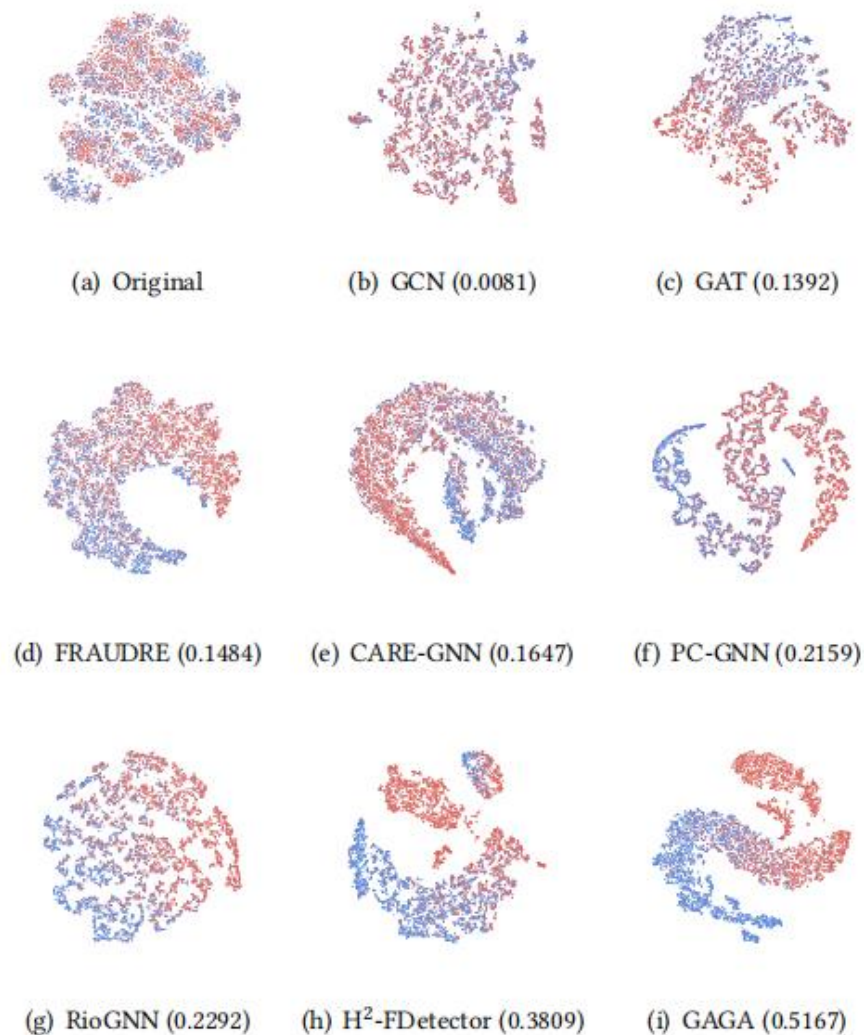 (a) Original
(b) GCN (0.0081)
(c) GAT (0.1392)
(d) FRAUDRE (0.1484)
(e) CARE-GNN (0.1647)
(f) PC-GNN (0.2159)
(g) RioGNN (0.2292)
(h) H²-FDetector (0.3809)
(i) GAGA (0.5167)